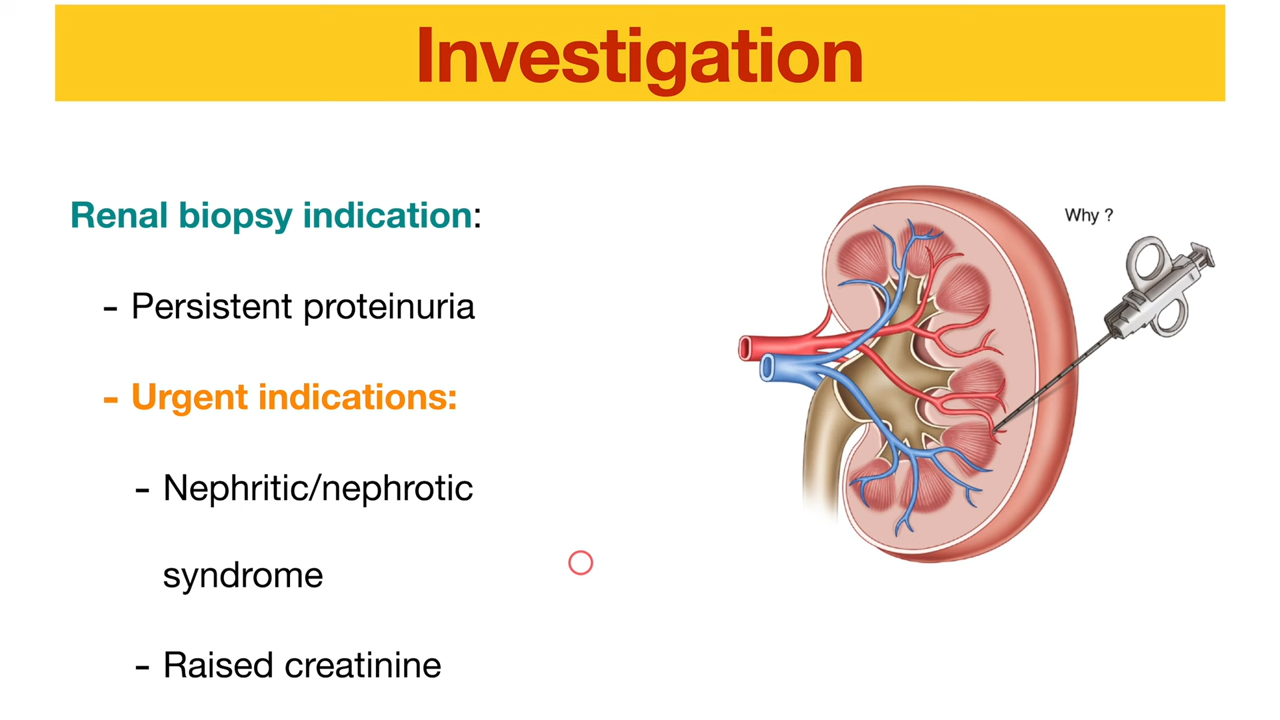 Investigation
Renal biopsy indication:
- Persistent proteinuria
- Urgent indications:
- Nephritic/nephrotic
syndrome
- Raised creatinine
Why ?